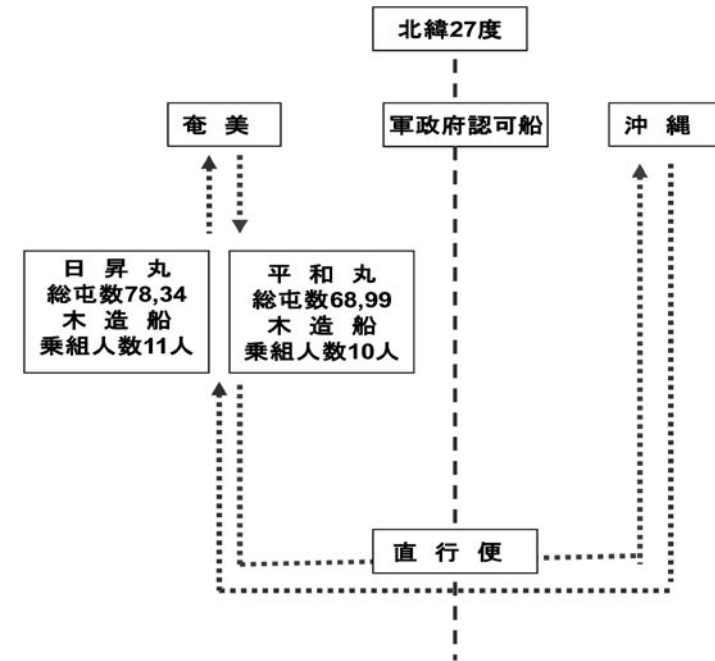 北緯27度
奄美
軍政府認可船
沖縄
日昇丸
総屯数78,34
木造船
乗組人数11人
平和丸
総屯数68,99
木造船
乗組人数10人
直行便